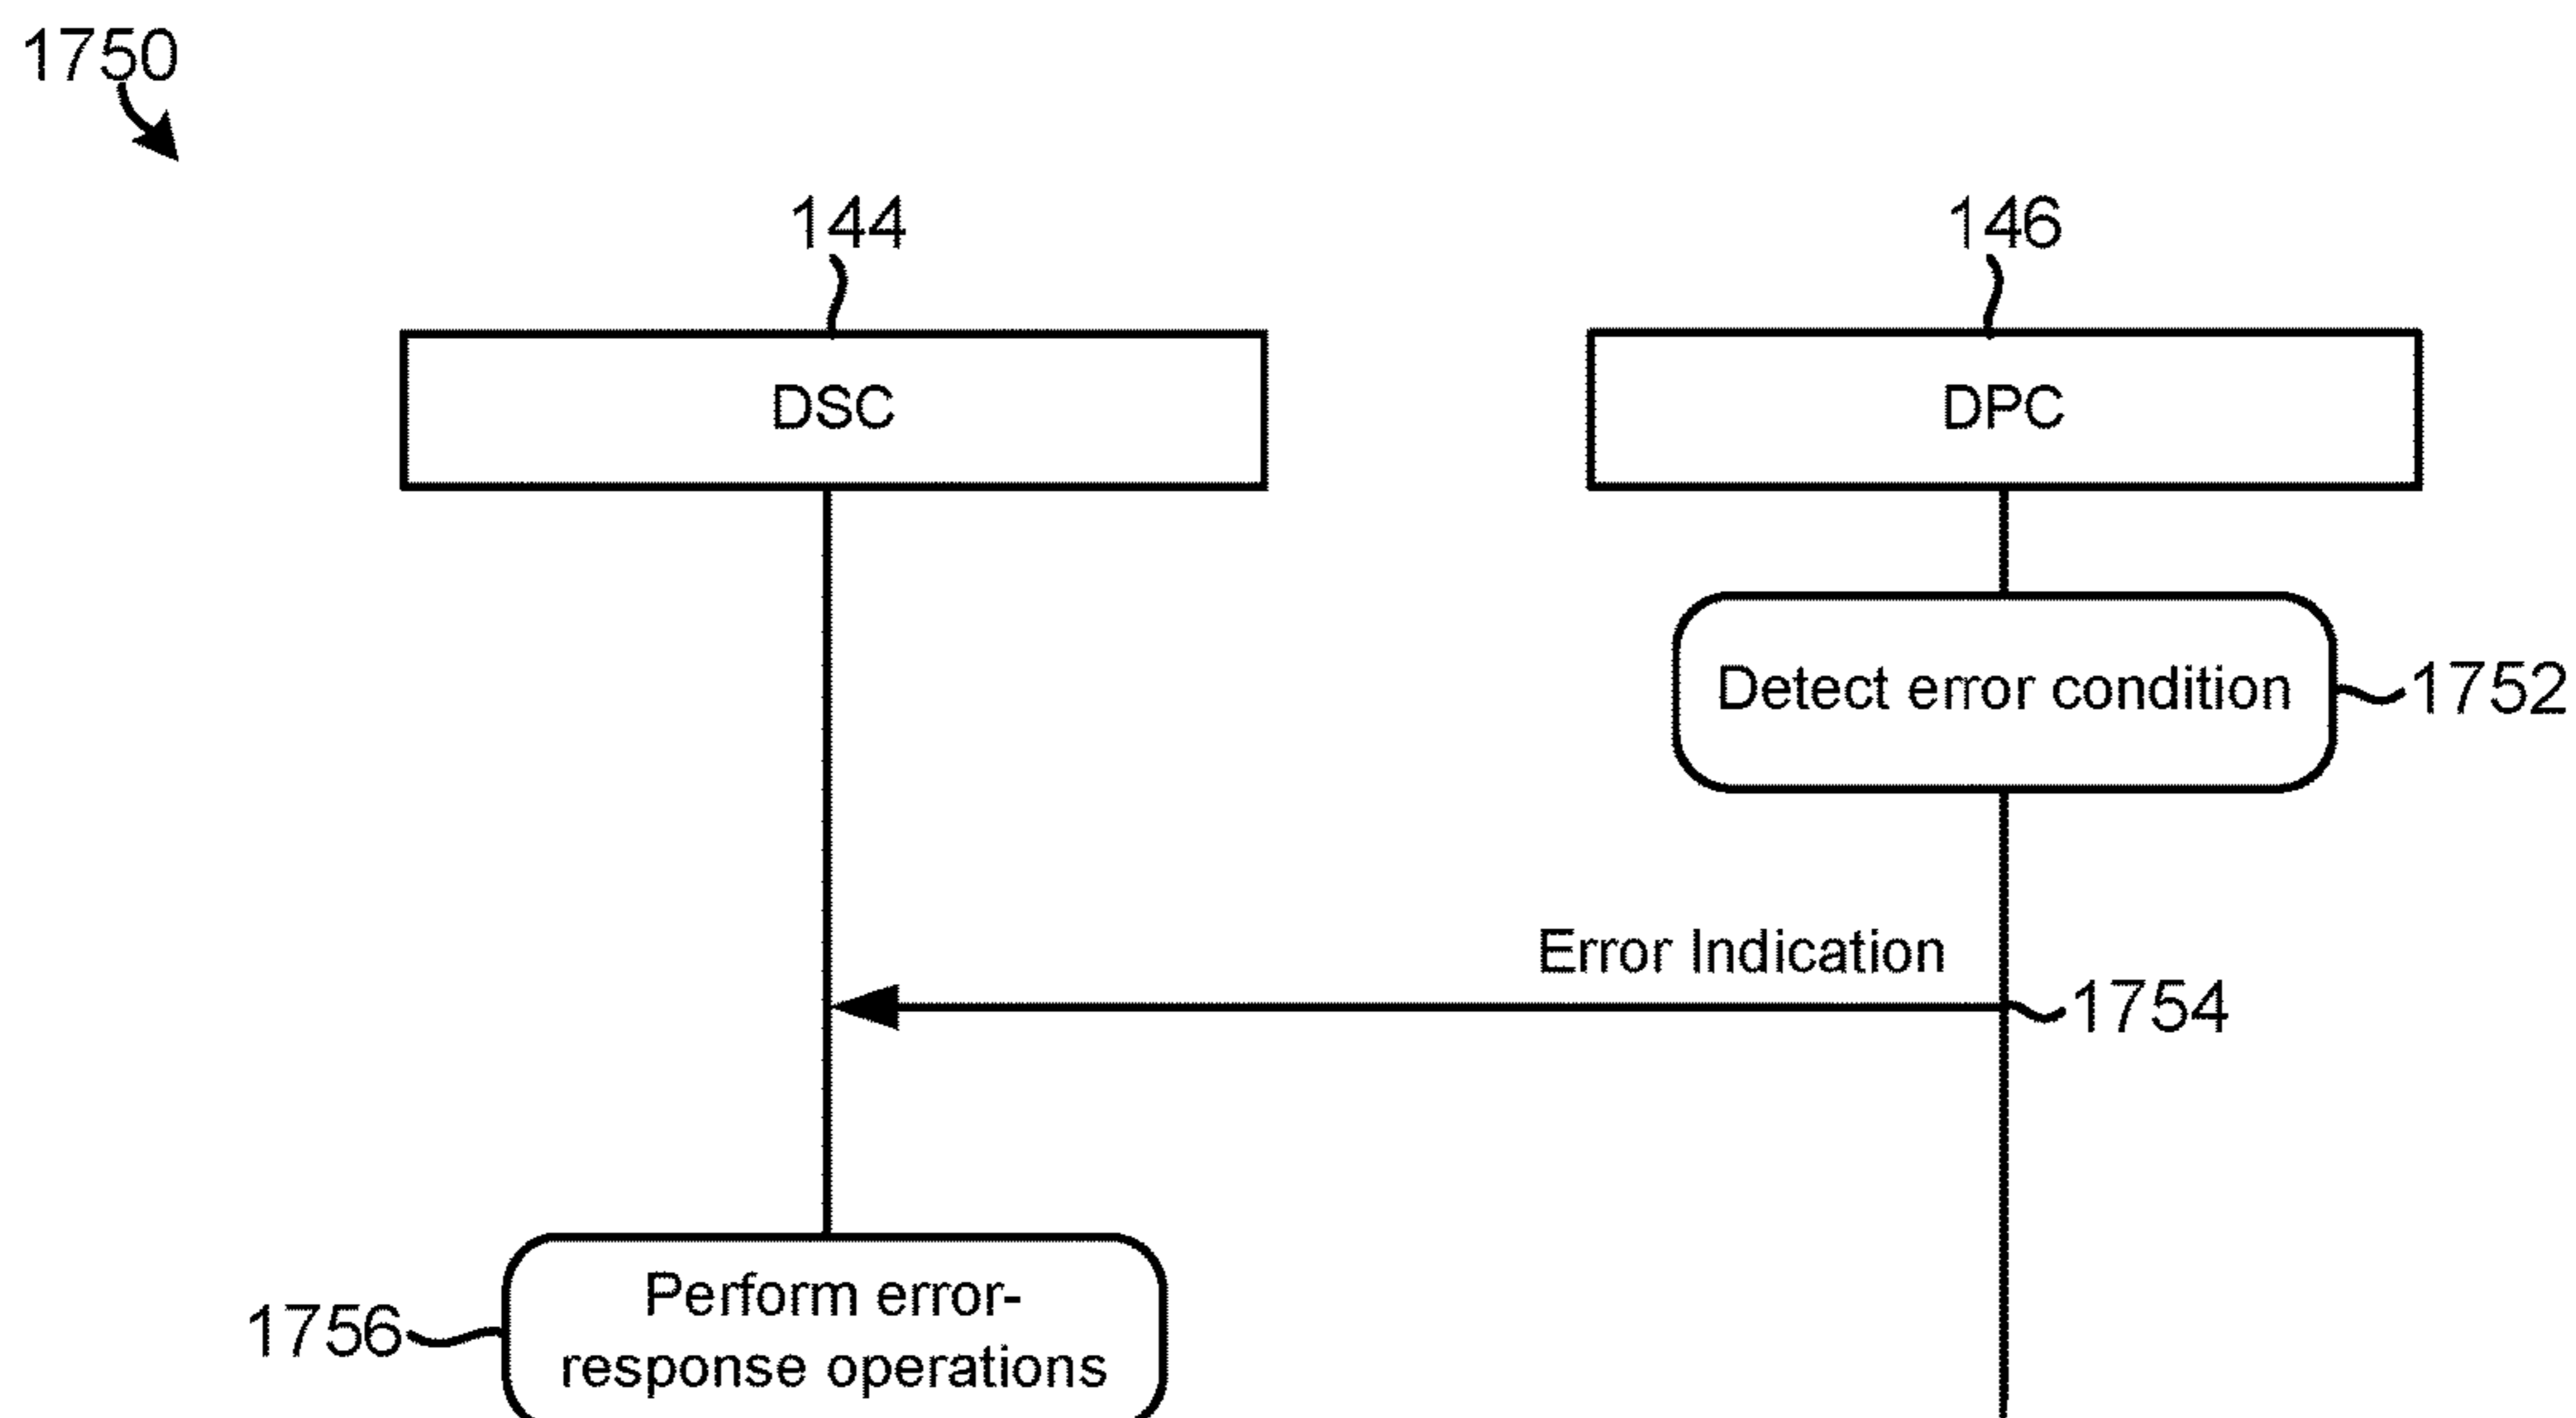 1750
144
146
DSC
DPC
Detect error condition
1752
Error Indication
1754
Perform error-
response operations
1756